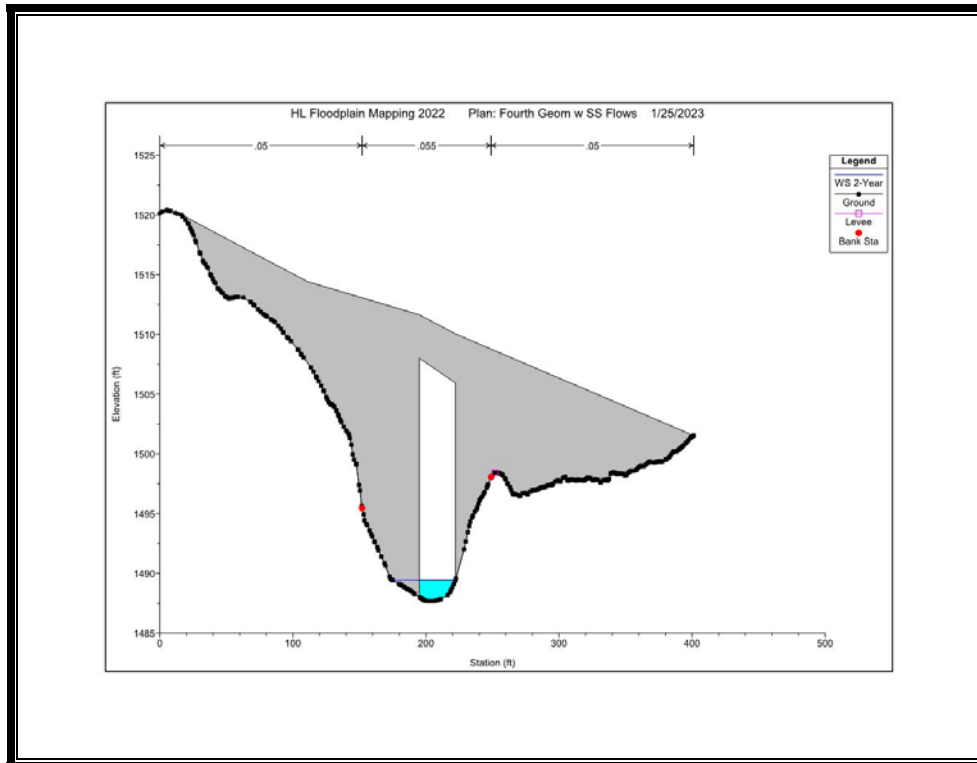 HL Floodplain Mapping 2022 Plan: Fourth Geom w SS Flows 1/25/2023
.05 .055 .05
Legend
WS 2-Year
Ground
Levee
Bank Sta
1525
1520
1515
1510
1505
1500
1495
1490
1485
Elevation (ft)
0 100 200 300 400 500
Station (ft)